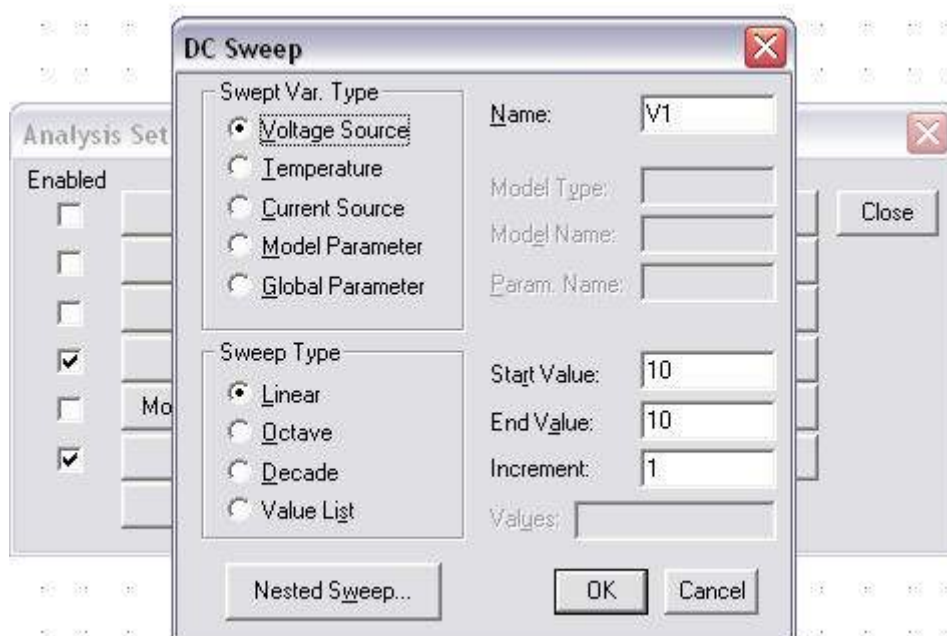 DC Sweep
Swept Var. Type
Voltage Source
Temperature
Current Source
Model Parameter
Global Parameter
Name: V1
Model Type:
Model Name:
Param. Name:
Sweep Type
Linear
Octave
Decade
Value List
Start Value: 10
End Value: 10
Increment: 1
Values:
Nested Sweep...
OK
Cancel
Analysis Set
Enabled
Mo
Close